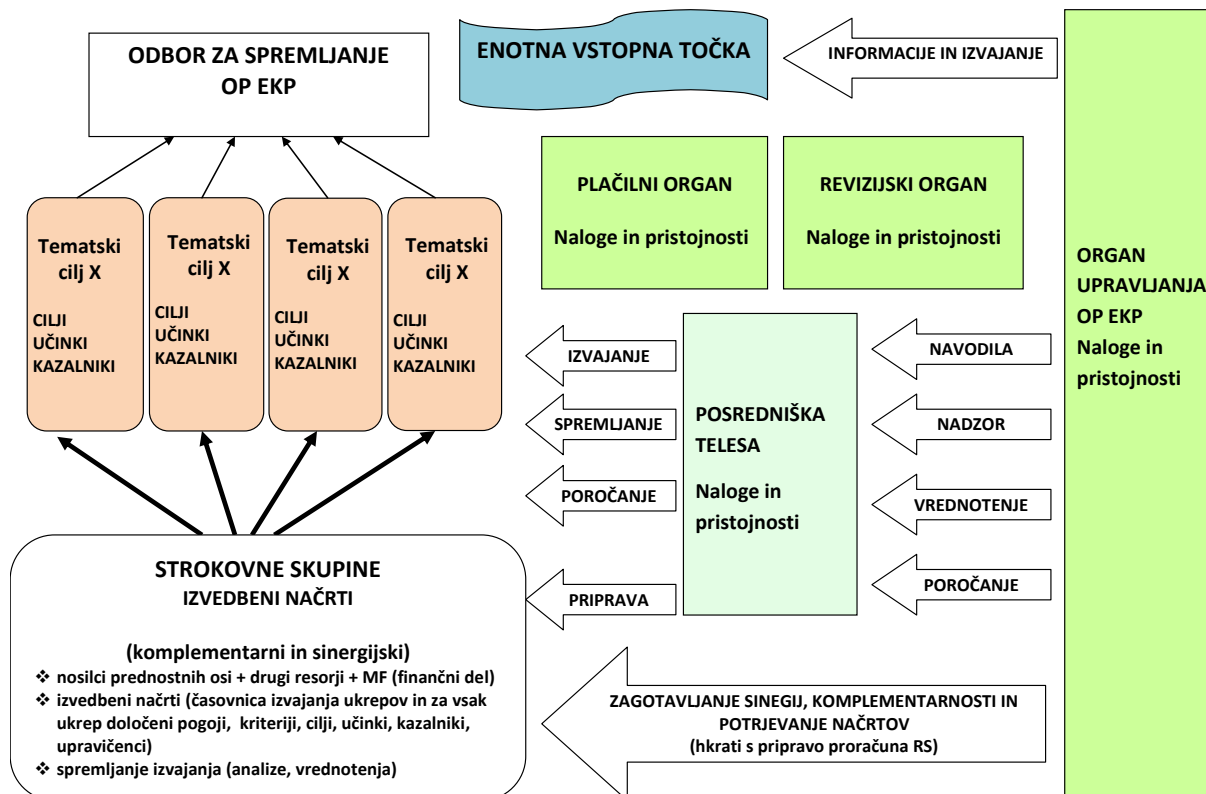 ODBOR ZA SPREMLJANJE
OP EKP
ENOTNA VSTOPNA TOČKA
INFORMACIJE IN IZVAJANJE
PLAČILNI ORGAN
Naloge in pristojnosti
REVIZIJSKI ORGAN
Naloge in pristojnosti
ORGAN
UPRAVLJANJA
OP EKP
Naloge in
pristojnosti
Tematski
cilj X
CILJI
UČINKI
KAZALNIKI
Tematski
cilj X
CILJI
UČINKI
KAZALNIKI
Tematski
cilj X
CILJI
UČINKI
KAZALNIKI
Tematski
cilj X
CILJI
UČINKI
KAZALNIKI
IZVAJANJE
SPREMLJANJE
POROČANJE
PRIPRAVA
POSREDNIŠKA
TELESA
Naloge in
pristojnosti
NAVODILA
NADZOR
VREDNOTENJE
POROČANJE
STROKOVNE SKUPINE
IZVEDBENI NAČRTI
(komplementarni in sinergijski)
❖ nosilci prednostnih osi + drugi resorji + MF (finančni del)
❖ izvedbeni načrti (časovnica izvajanja ukrepov in za vsak
ukrep določeni pogoji, kriteriji, cilji, učinki, kazalniki,
upravičenci)
❖ spremljanje izvajanja (analize, vrednotenja)
ZAGOTAVLJANJE SINEGIJ, KOMPLEMENTARNOSTI IN
POTRJEVANJE NAČRTOV
(hkrati s pripravo proračuna RS)